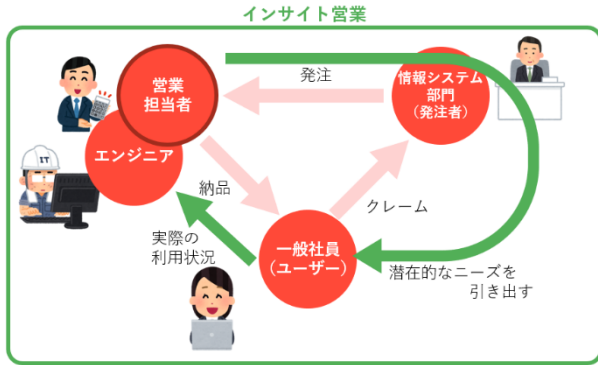 インサイト営業
営業
担当者
エンジニア
IT
発注
情報システム
部門
（発注者）
納品
クレーム
実際の
利用状況
一般社員
（ユーザー）
潜在的なニーズを
引き出す